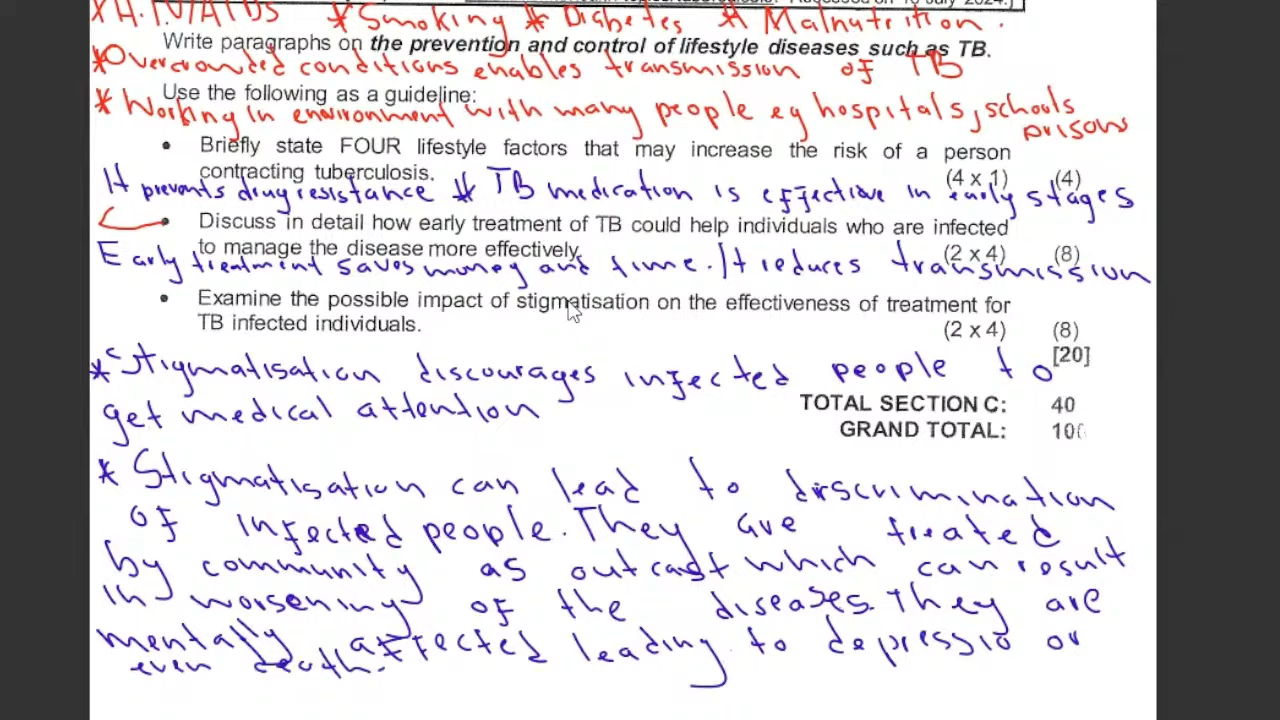 * H.IV/AIDS * Smoking * Diabetes * Malnutrition.
Write paragraphs on the prevention and control of lifestyle diseases such as TB.
*Overcrowded conditions enables transmission of TB
Use the following as a guideline:
* Working in environment with many people eg hospitals, schools
prisons
• Briefly state FOUR lifestyle factors that may increase the risk of a person
contracting tuberculosis. (4 x 1) (4)
It prevents drug resistance * TB medication is effective in early stages
• Discuss in detail how early treatment of TB could help individuals who are infected
to manage the disease more effectively. (2 x 4) (8)
Early treatment saves money and time. It reduces transmission
• Examine the possible impact of stigmatisation on the effectiveness of treatment for
TB infected individuals. (2 x 4) (8)
[20]
* Stigmatisation discourages infected people to
get medical attention
TOTAL SECTION C: 40
GRAND TOTAL: 100
* Stigmatisation can lead to discrimination
of infected people. They are treated
by community as outcast which can result
in worsening of the diseases. They are
mentally affected leading to depressio or
even death.